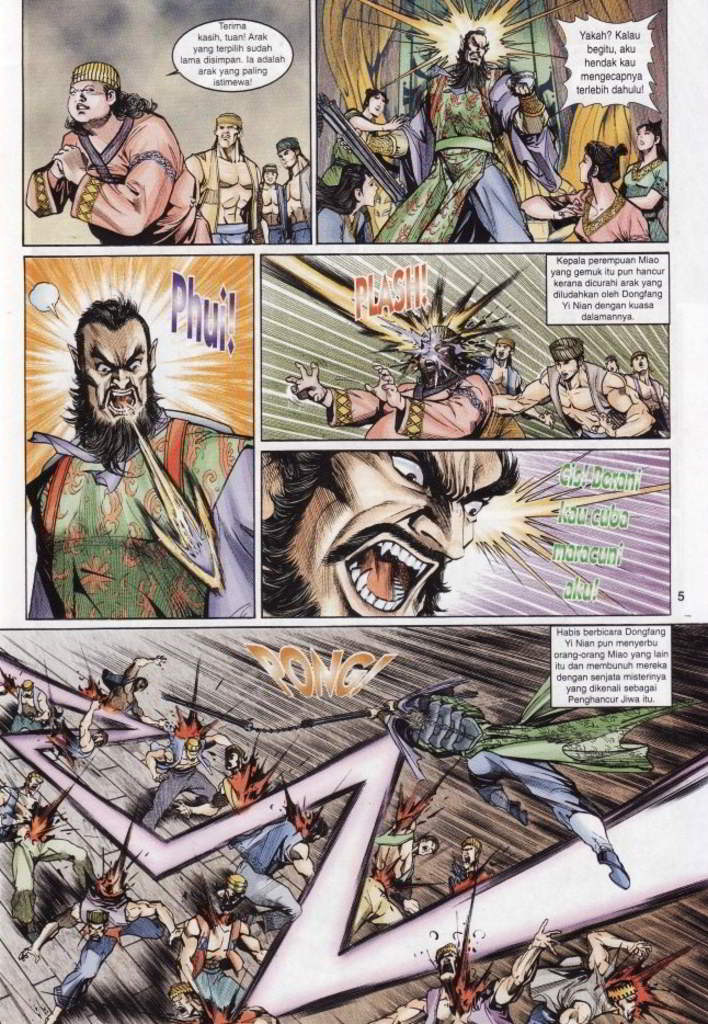 Terima
kasih, tuan! Arak
yang terpilih sudah
lama disimpan. Ia adalah
arak yang paling
istimewa!
Yakah? Kalau
begitu, aku
hendak kau
mengecapnya
terlebih dahulu!
Phui!
PLASH!
Kepala perempuan Miao
yang gemuk itu pun hancur
kerana dicurahi arak yang
diludahkan oleh Dongfang
Yi Nian dengan kuasa
dalamannya.
Cis! Berani
kau cuba
maracuni
aku!
5
PONG!
Habis berbicara Dongfang
Yi Nian pun menyerbu
orang-orang Miao yang lain
itu dan membunuh mereka
dengan senjata misterinya
yang dikenali sebagai
Penghancur Jiwa itu.